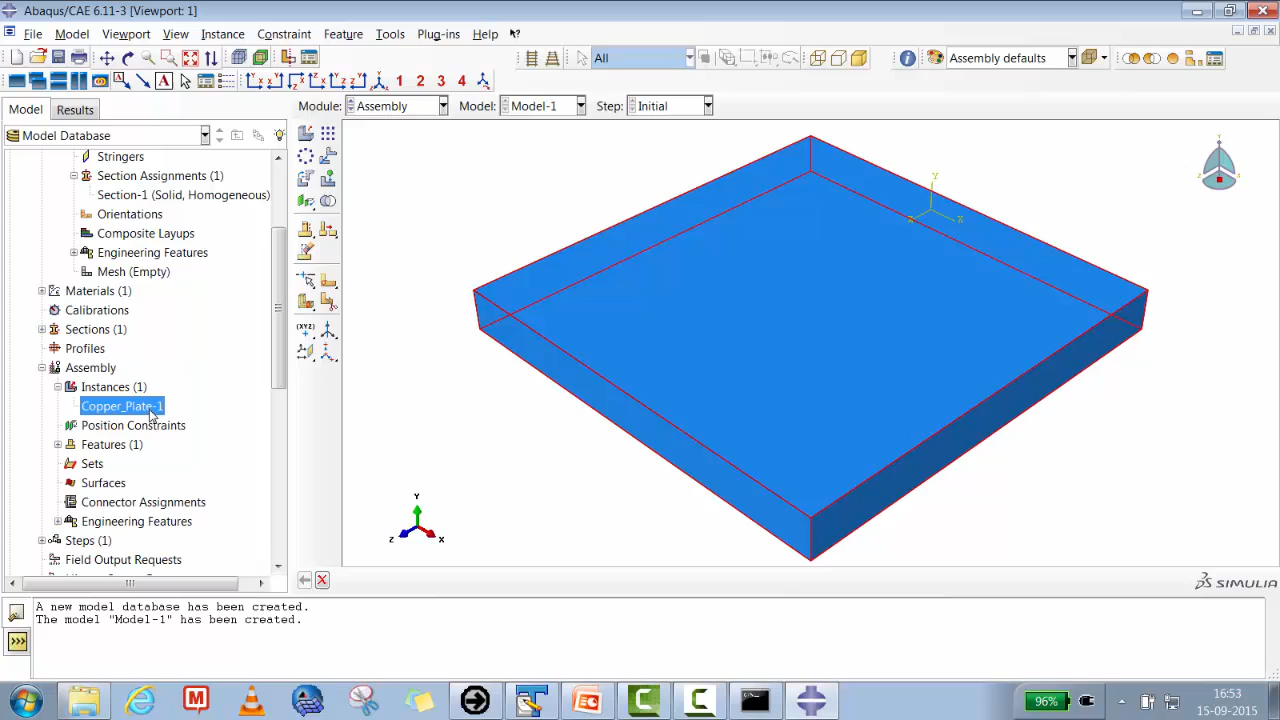 Abaqus/CAE 6.11-3 [Viewport: 1]
File Model Viewport View Instance Constraint Feature Tools Plug-ins Help
All
Assembly defaults
1 2 3 4
Model Results
Module: Assembly Model: Model-1 Step: Initial
Model Database
Stringers
Section Assignments (1)
Section-1 (Solid, Homogeneous)
Orientations
Composite Layups
Engineering Features
Mesh (Empty)
Materials (1)
Calibrations
Sections (1)
Profiles
Assembly
Instances (1)
Copper_Plate-1
Position Constraints
Features (1)
Sets
Surfaces
Connector Assignments
Engineering Features
Steps (1)
Field Output Requests
Y
X
Y
Z
X
SIMULIA
A new model database has been created.
The model "Model-1" has been created.
96%
16:53
15-09-2015